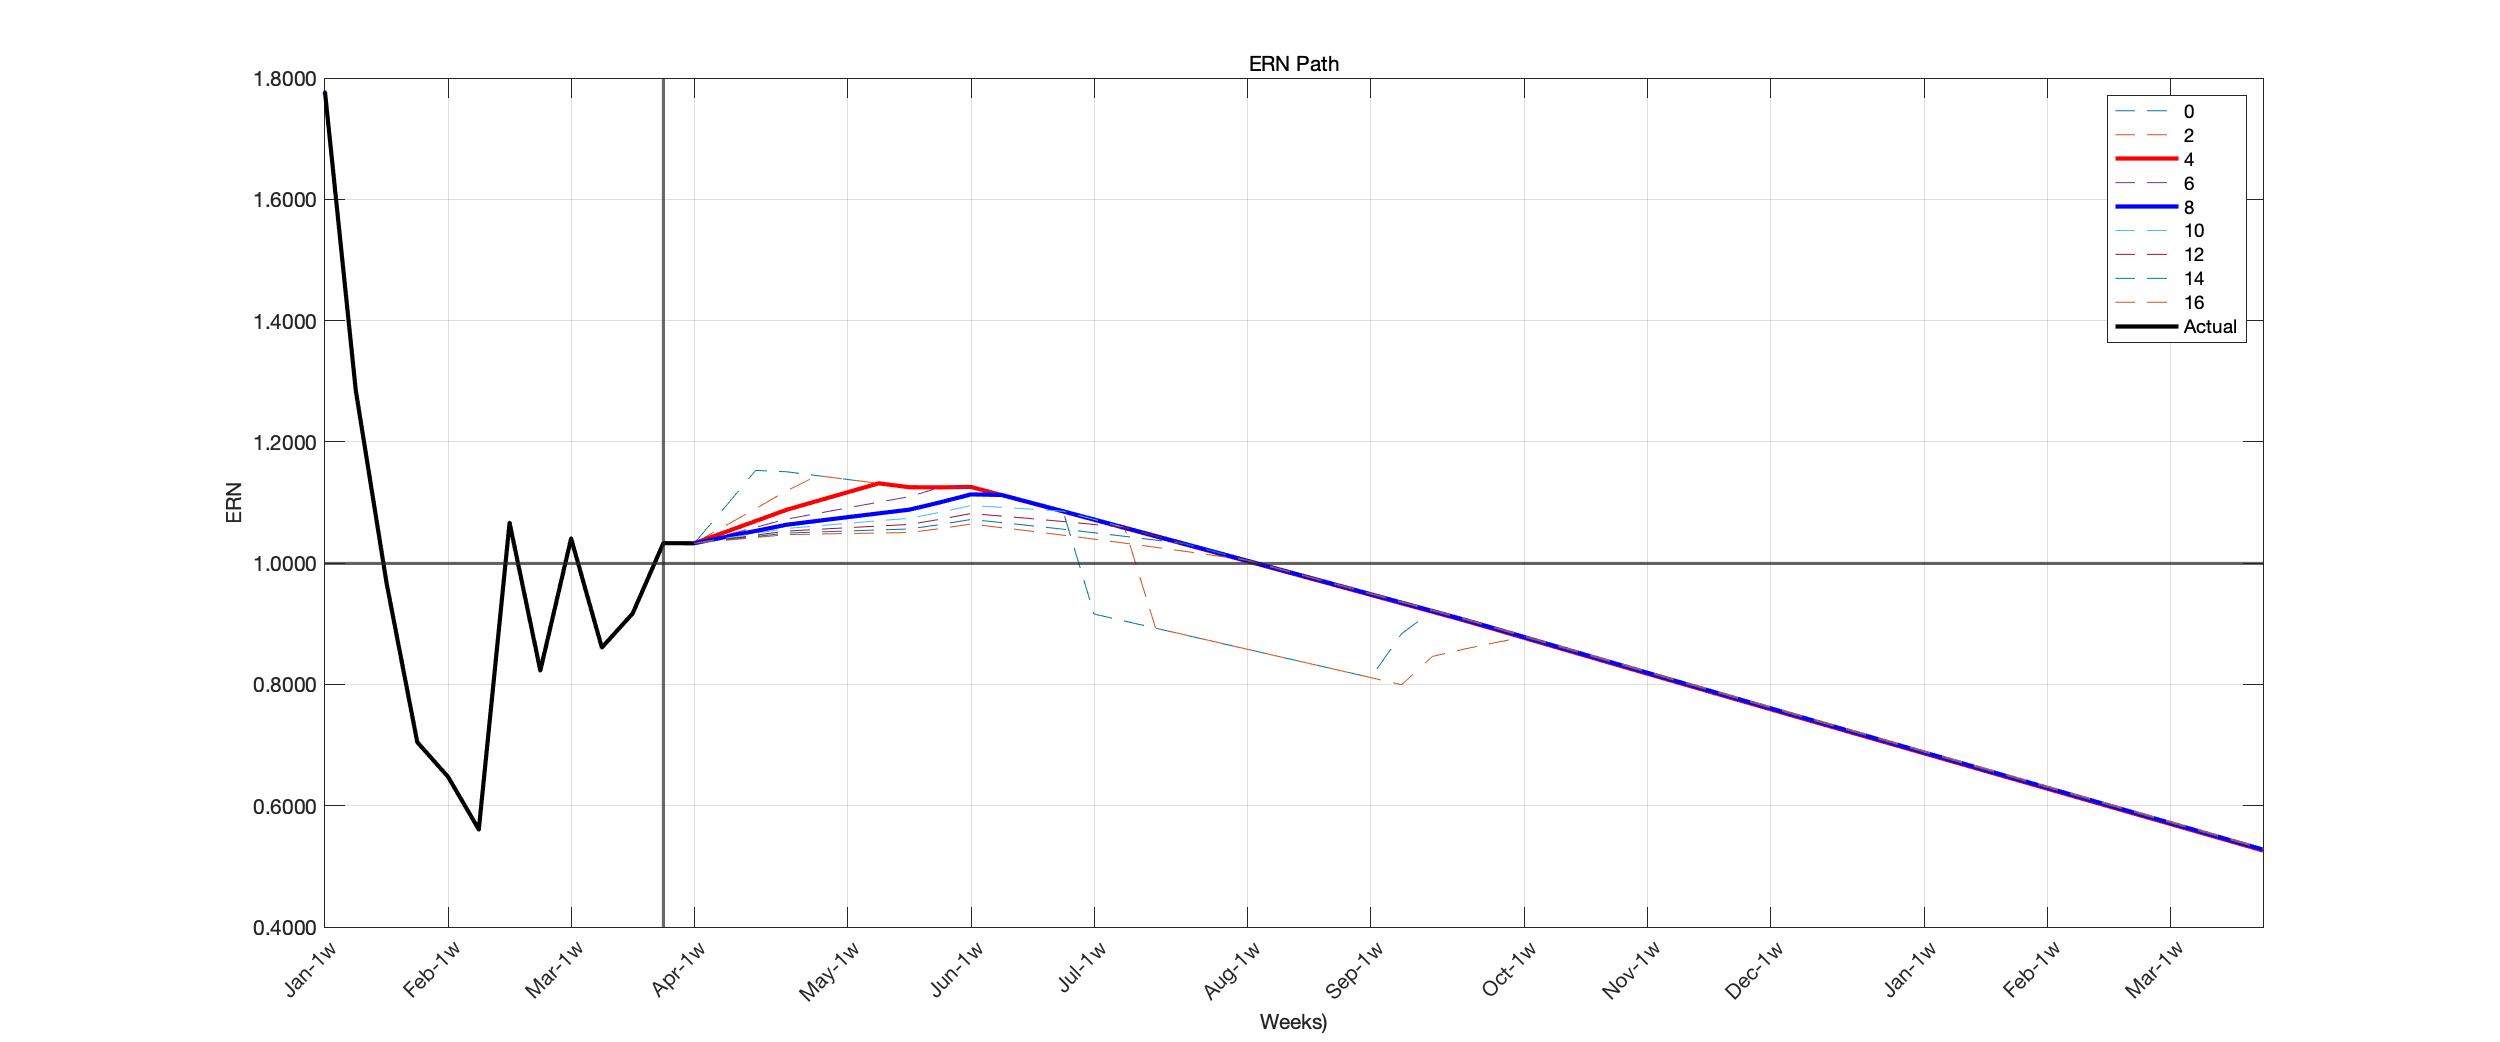 ERN Path
1.8000
1.6000
1.4000
1.2000
1.0000
0.8000
0.6000
0.4000
ERN
Jan-1w
Feb-1w
Mar-1w
Apr-1w
May-1w
Jun-1w
Jul-1w
Aug-1w
Sep-1w
Oct-1w
Nov-1w
Dec-1w
Jan-1w
Feb-1w
Mar-1w
Weeks)
0
2
4
6
8
10
12
14
16
Actual